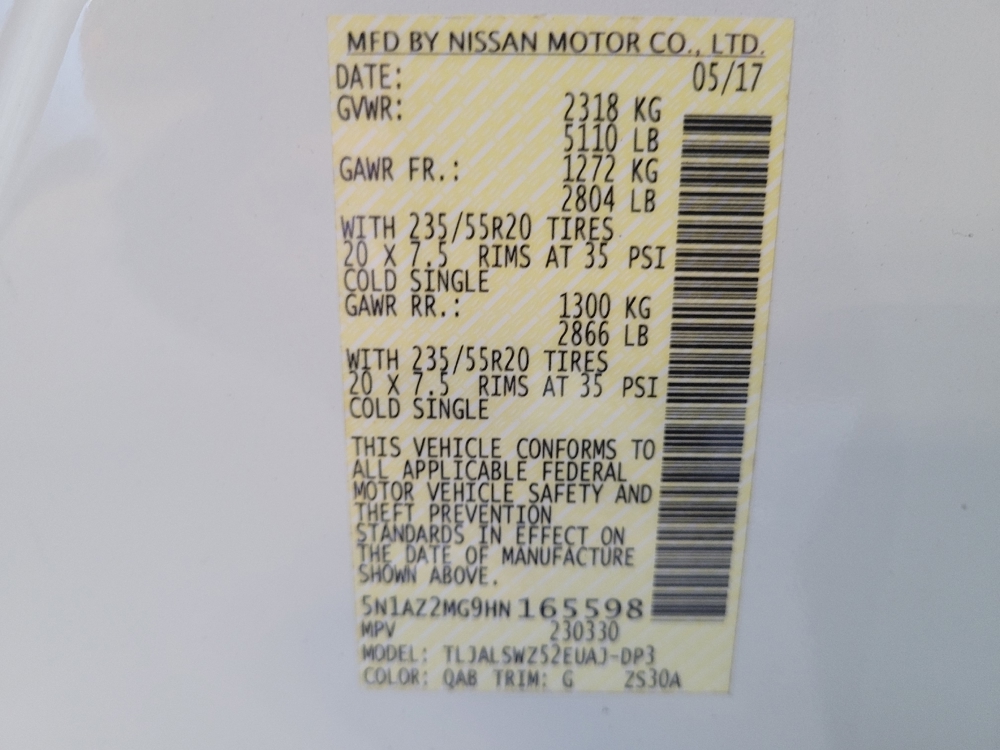 MFD BY NISSAN MOTOR CO., LTD.
DATE: 05/17
GVWR: 2318 KG
5110 LB
GAWR FR.: 1272 KG
2804 LB
WITH 235/55R20 TIRES
20 X 7.5 RIMS AT 35 PSI
COLD SINGLE
GAWR RR.: 1300 KG
2866 LB
WITH 235/55R20 TIRES
20 X 7.5 RIMS AT 35 PSI
COLD SINGLE
THIS VEHICLE CONFORMS TO
ALL APPLICABLE FEDERAL
MOTOR VEHICLE SAFETY AND
THEFT PREVENTION
STANDARDS IN EFFECT ON
THE DATE OF MANUFACTURE
SHOWN ABOVE.
5N1AZ2MG9HN165598
MPV 230330
MODEL: TLJALSWZ52EUAJ-DP3
COLOR: QAB TRIM: G ZS30A